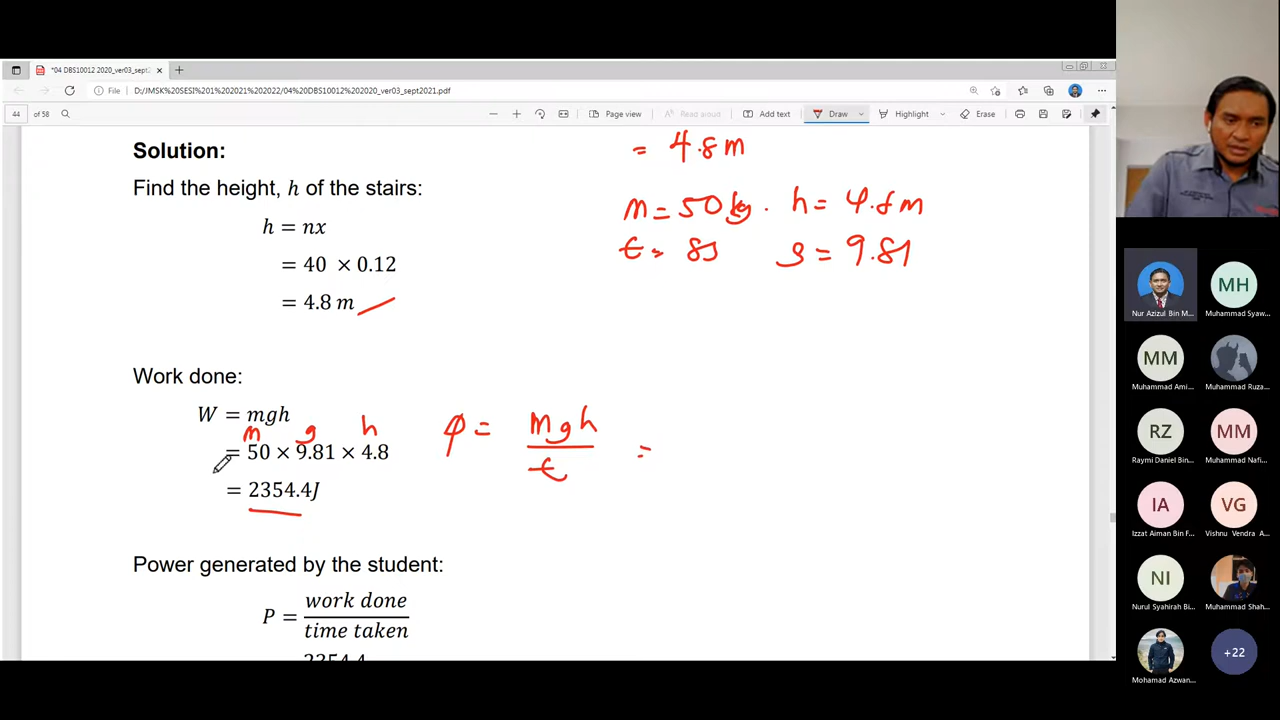 *04 DBS10012 2020_ver03_sept2
File D:/JMSK%20SESI%201%202021%202022/04%20DBS10012%202020_ver03_sept2021.pdf
44 of 58 Page view Read aloud Add text Draw Highlight Erase
= 4.8 m
Solution:
Find the height, h of the stairs:
m = 50 kg . h = 4.8 m
h = nx
t = 8s g = 9.81
= 40 × 0.12
= 4.8 m
Work done:
W = mgh
m g h
P = mgh / t =
= 50 × 9.81 × 4.8
= 2354.4J
Power generated by the student:
P = work done / time taken
2354.4
Nur Azizul Bin M...
MH
Muhammad Syaw...
MM
Muhammad Ami...
Muhammad Ruza...
RZ
Raymi Daniel Bin...
MM
Muhammad Nafi...
IA
Izzat Aiman Bin F...
VG
Vishnu Vendra A...
NI
Nurul Syahirah Bi...
Muhammad Shah...
Mohamad Azwan...
+22